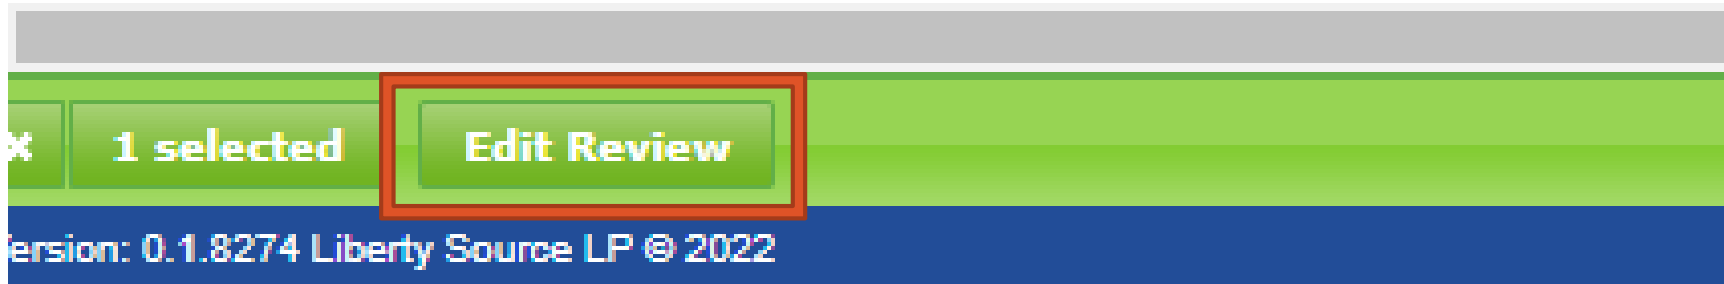 ✖ 1 selected Edit Review
ersion: 0.1.8274 Liberty Source LP © 2022